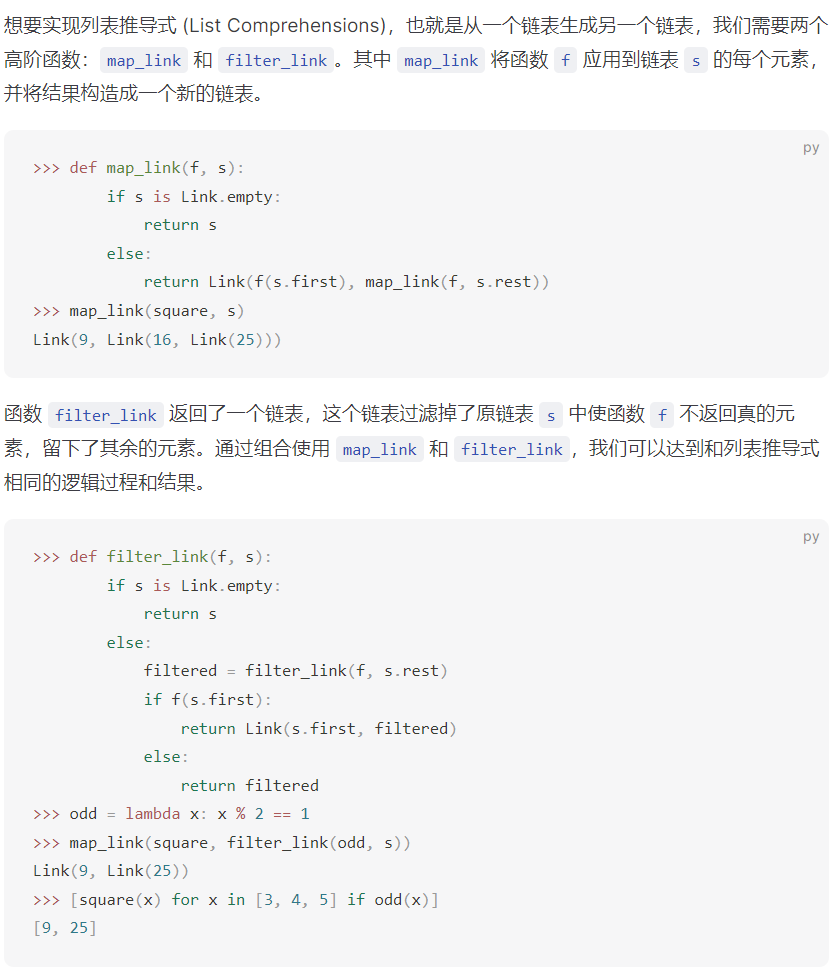 想要实现列表推导式 (List Comprehensions)，也就是从一个链表生成另一个链表，我们需要两个
高阶函数：map_link 和 filter_link。其中 map_link 将函数 f 应用到链表 s 的每个元素，
并将结果构造成一个新的链表。
py
>>> def map_link(f, s):
        if s is Link.empty:
            return s
        else:
            return Link(f(s.first), map_link(f, s.rest))
>>> map_link(square, s)
Link(9, Link(16, Link(25)))
函数 filter_link 返回了一个链表，这个链表过滤掉了原链表 s 中使函数 f 不返回真的元
素，留下了其余的元素。通过组合使用 map_link 和 filter_link，我们可以达到和列表推导式
相同的逻辑过程和结果。
py
>>> def filter_link(f, s):
        if s is Link.empty:
            return s
        else:
            filtered = filter_link(f, s.rest)
            if f(s.first):
                return Link(s.first, filtered)
            else:
                return filtered
>>> odd = lambda x: x % 2 == 1
>>> map_link(square, filter_link(odd, s))
Link(9, Link(25))
>>> [square(x) for x in [3, 4, 5] if odd(x)]
[9, 25]